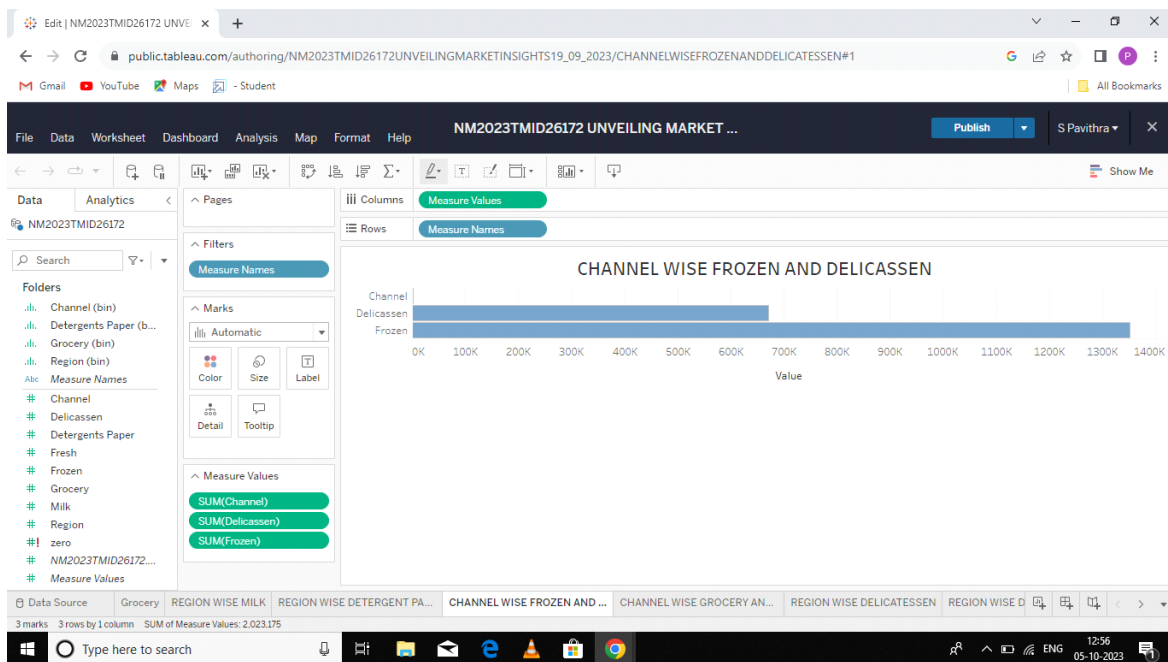 Edit | NM2023TMID26172 UNVE
public.tableau.com/authoring/NM2023TMID26172UNVEILINGMARKETINSIGHTS19_09_2023/CHANNELWISEFROZENANDDELICATESSEN#1
G
P
Gmail YouTube Maps - Student All Bookmarks
NM2023TMID26172 UNVEILING MARKET ...
File Data Worksheet Dashboard Analysis Map Format Help
Publish
S Pavithra
Show Me
Data Analytics
NM2023TMID26172
Search
Folders
Channel (bin)
Detergents Paper (b...
Grocery (bin)
Region (bin)
Abc Measure Names
# Channel
# Delicassen
# Detergents Paper
# Fresh
# Frozen
# Grocery
# Milk
# Region
#! zero
# NM2023TMID26172....
# Measure Values
Pages
Filters
Measure Names
Marks
Automatic
Color Size Label
Detail Tooltip
Measure Values
SUM(Channel)
SUM(Delicassen)
SUM(Frozen)
iii Columns Measure Values
Rows Measure Names
CHANNEL WISE FROZEN AND DELICASSEN
Channel
Delicassen
Frozen
0K 100K 200K 300K 400K 500K 600K 700K 800K 900K 1000K 1100K 1200K 1300K 1400K
Value
Data Source Grocery REGION WISE MILK REGION WISE DETERGENT PA... CHANNEL WISE FROZEN AND ... CHANNEL WISE GROCERY AN... REGION WISE DELICATESSEN REGION WISE D
3 marks 3 rows by 1 column SUM of Measure Values: 2,023,175
Type here to search
ENG
12:56
05-10-2023
1